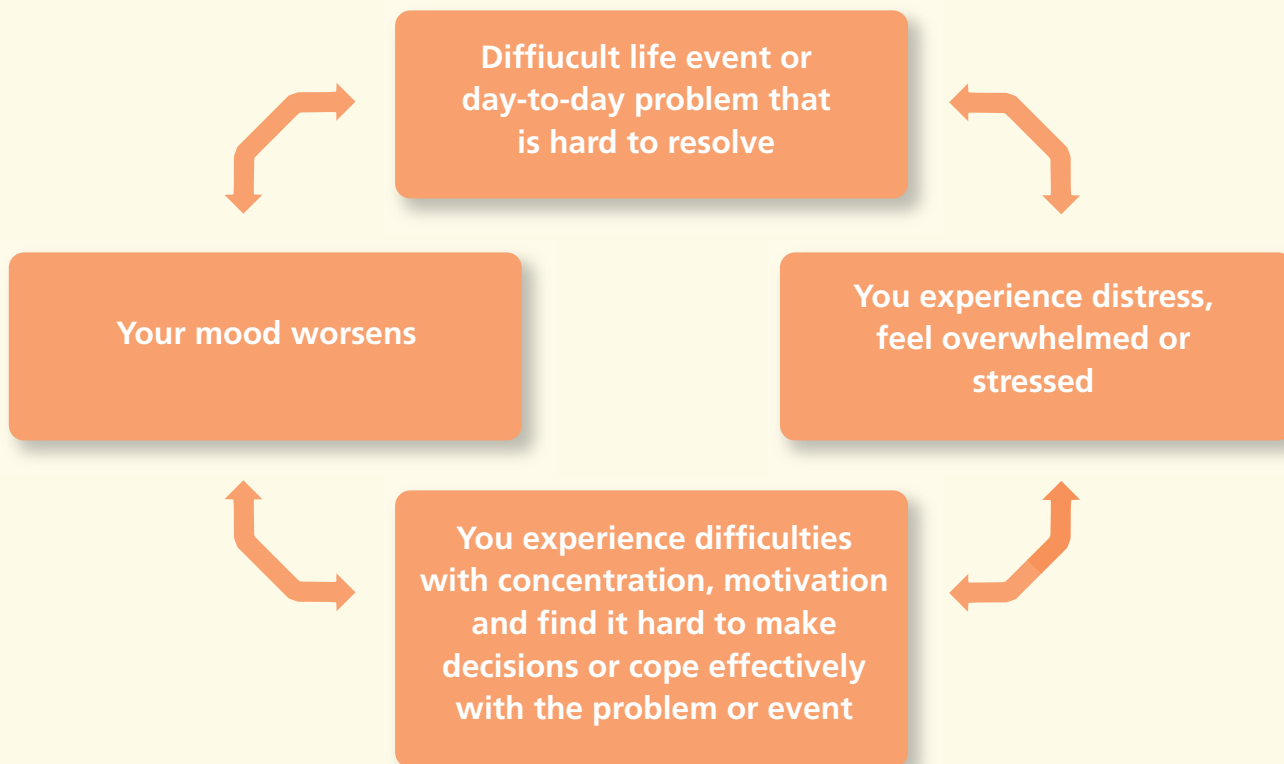 Diffiucult life event or
day-to-day problem that
is hard to resolve
Your mood worsens
You experience distress,
feel overwhelmed or
stressed
You experience difficulties
with concentration, motivation
and find it hard to make
decisions or cope effectively
with the problem or event